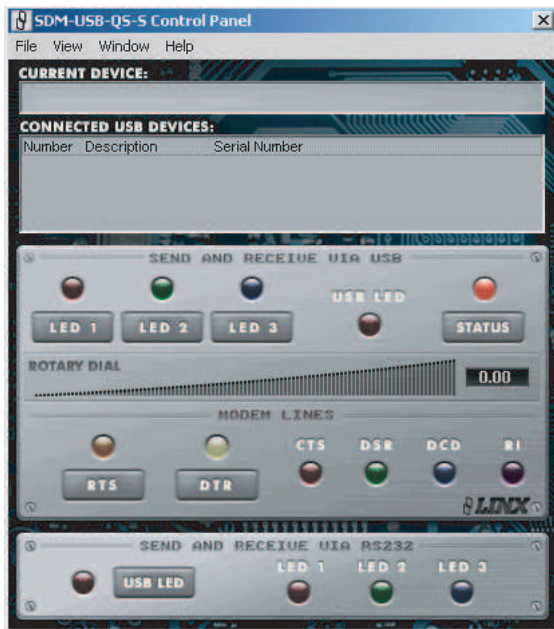 SDM-USB-QS-S Control Panel
File View Window Help
CURRENT DEVICE:
CONNECTED USB DEVICES:
Number Description Serial Number
SEND AND RECEIVE VIA USB
USB LED
LED 1 LED 2 LED 3 STATUS
ROTARY DIAL
0.00
MODEM LINES
CTS DSR DCD RI
RTS DTR
LINX
SEND AND RECEIVE VIA RS232
LED 1 LED 2 LED 3
USB LED